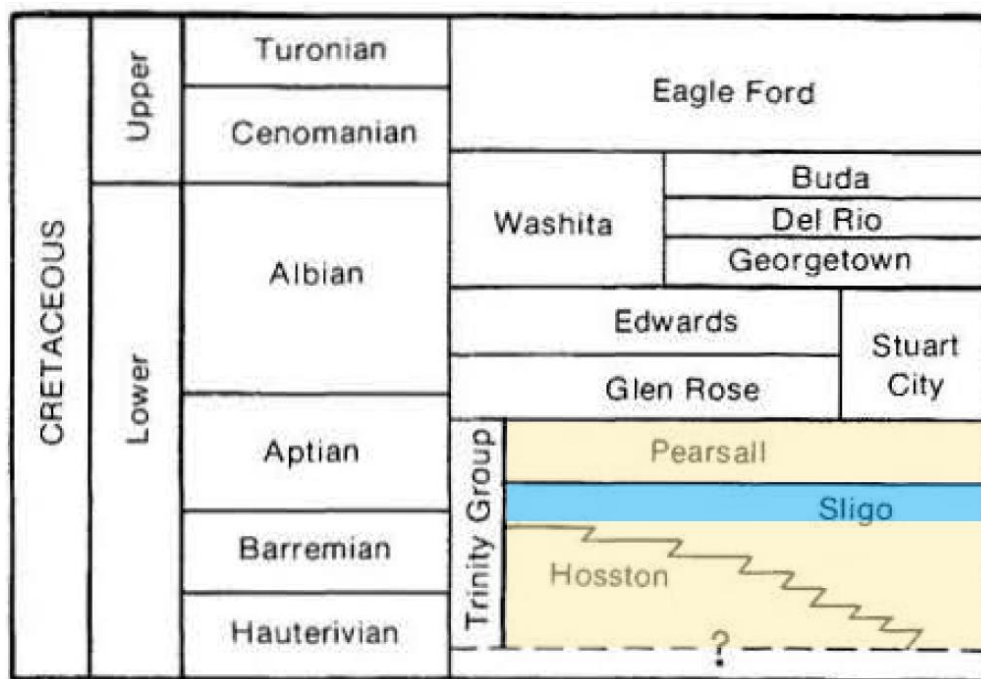 CRETACEOUS
Upper
Lower
Turonian
Cenomanian
Albian
Aptian
Barremian
Hauterivian
Eagle Ford
Washita
Buda
Del Rio
Georgetown
Edwards
Glen Rose
Stuart
City
Trinity Group
Pearsall
Sligo
Hosston
?